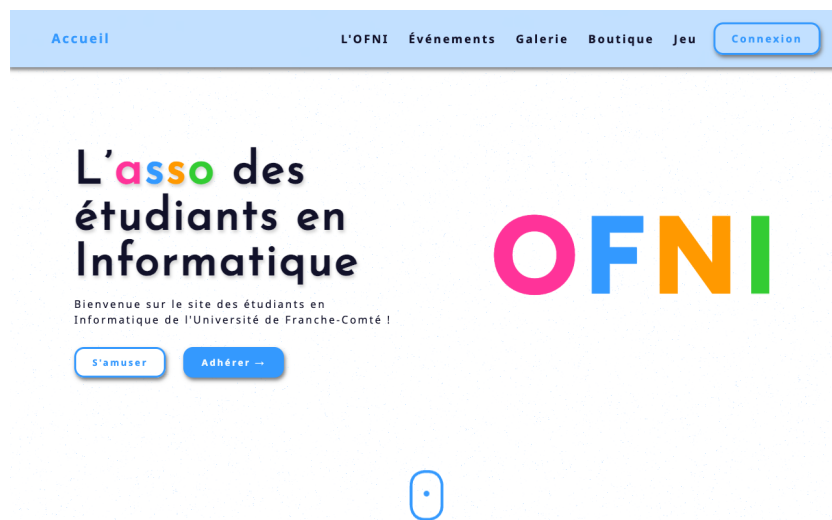 Accueil L'OFNI Événements Galerie Boutique Jeu Connexion
L'asso des
étudiants en
Informatique
OFNI
Bienvenue sur le site des étudiants en
Informatique de l'Université de Franche-Comté !
S'amuser Adhérer →